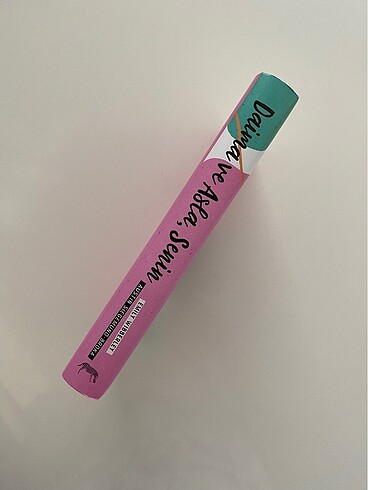 Daima ve Asla, Senin
EMILY WIBBERLEY
AUSTIN SIEGEMUND-BROKA